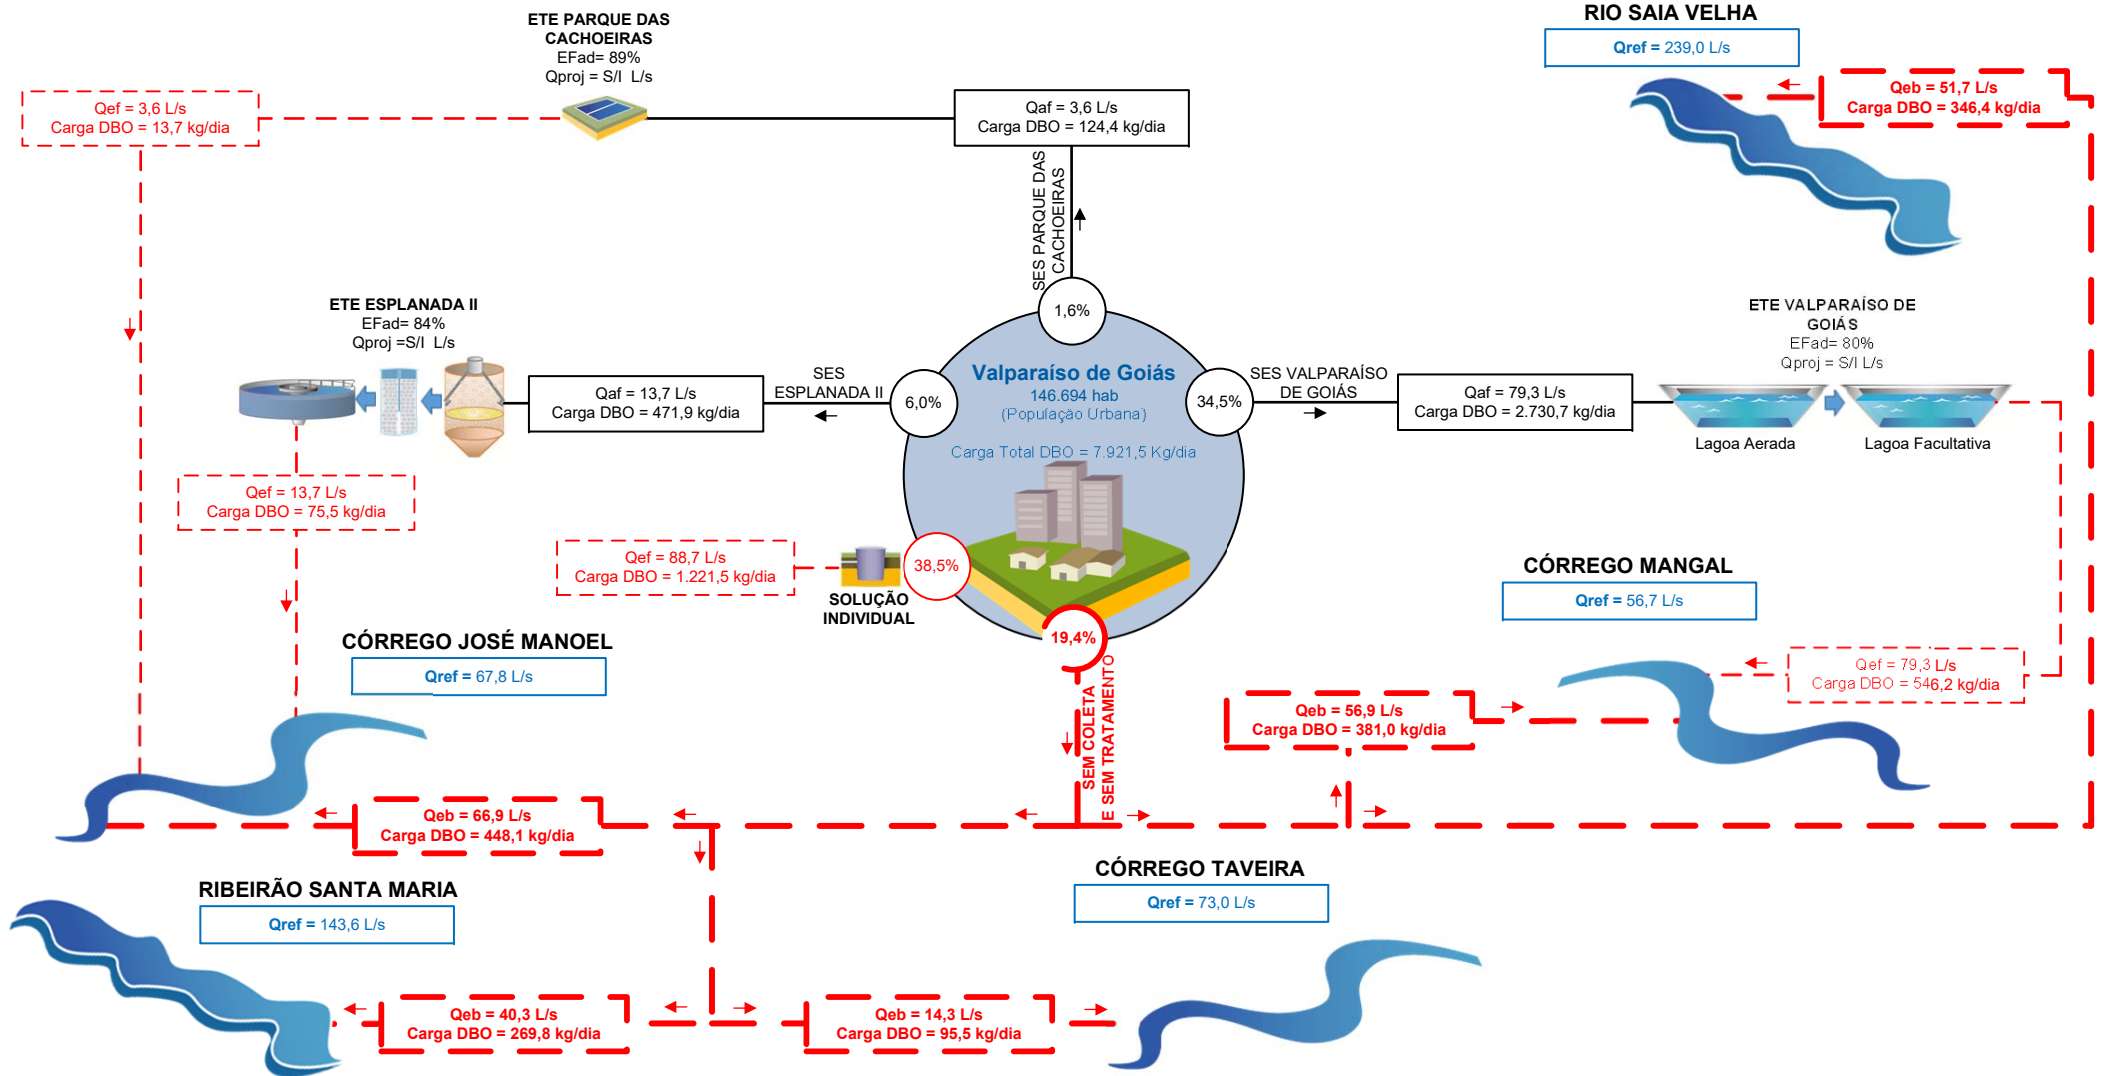 ETE PARQUE DAS
CACHOEIRAS
EFad= 89%
Qproj = S/I L/s
RIO SAIA VELHA
Qref = 239,0 L/s
Qeb = 51,7 L/s
Carga DBO = 346,4 kg/dia
Qef = 3,6 L/s
Carga DBO = 13,7 kg/dia
Qaf = 3,6 L/s
Carga DBO = 124,4 kg/dia
SES PARQUE DAS
CACHOEIRAS
1,6%
ETE ESPLANADA II
EFad= 84%
Qproj =S/I L/s
ETE VALPARAÍSO DE
GOIÁS
EFad= 80%
Qproj = S/I L/s
Qaf = 13,7 L/s
Carga DBO = 471,9 kg/dia
SES
ESPLANADA II
6,0%
Valparaíso de Goiás
146.694 hab
(População Urbana)
Carga Total DBO = 7.921,5 Kg/dia
34,5%
SES VALPARAÍSO
DE GOIÁS
Qaf = 79,3 L/s
Carga DBO = 2.730,7 kg/dia
Lagoa Aerada
Lagoa Facultativa
Qef = 13,7 L/s
Carga DBO = 75,5 kg/dia
Qef = 88,7 L/s
Carga DBO = 1.221,5 kg/dia
38,5%
SOLUÇÃO
INDIVIDUAL
19,4%
SEM COLETA
E SEM TRATAMENTO
CÓRREGO MANGAL
Qref = 56,7 L/s
CÓRREGO JOSÉ MANOEL
Qref = 67,8 L/s
Qef = 79,3 L/s
Carga DBO = 546,2 kg/dia
Qeb = 56,9 L/s
Carga DBO = 381,0 kg/dia
Qeb = 66,9 L/s
Carga DBO = 448,1 kg/dia
RIBEIRÃO SANTA MARIA
Qref = 143,6 L/s
CÓRREGO TAVEIRA
Qref = 73,0 L/s
Qeb = 40,3 L/s
Carga DBO = 269,8 kg/dia
Qeb = 14,3 L/s
Carga DBO = 95,5 kg/dia